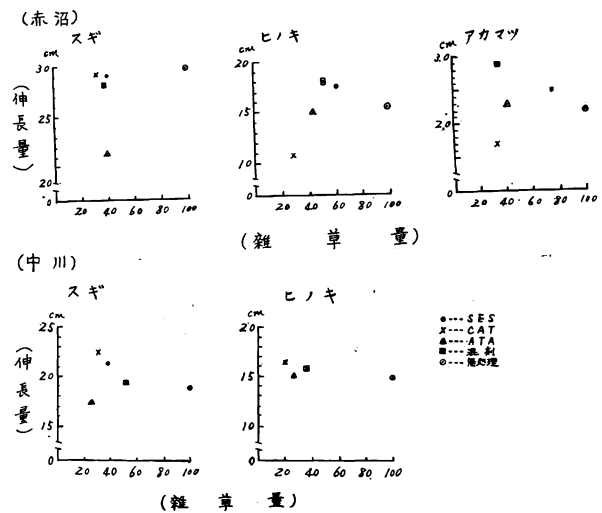 (赤沼)
スギ
cm
30
25
20
0
20 40 60 80 100
(伸長量)
ヒノキ
cm
20
15
10
0
20 40 60 80 100
アカマツ
cm
3.0
2.0
0
20 40 60 80 100
(雑草量)
(中川)
スギ
cm
25
20
15
0
20 40 60 80 100
(伸長量)
ヒノキ
cm
20
15
0
20 40 60 80 100
(雑草量)
● --- SES
× --- CAT
▲ --- ATA
■ --- 混剤
⊙ --- 無処理